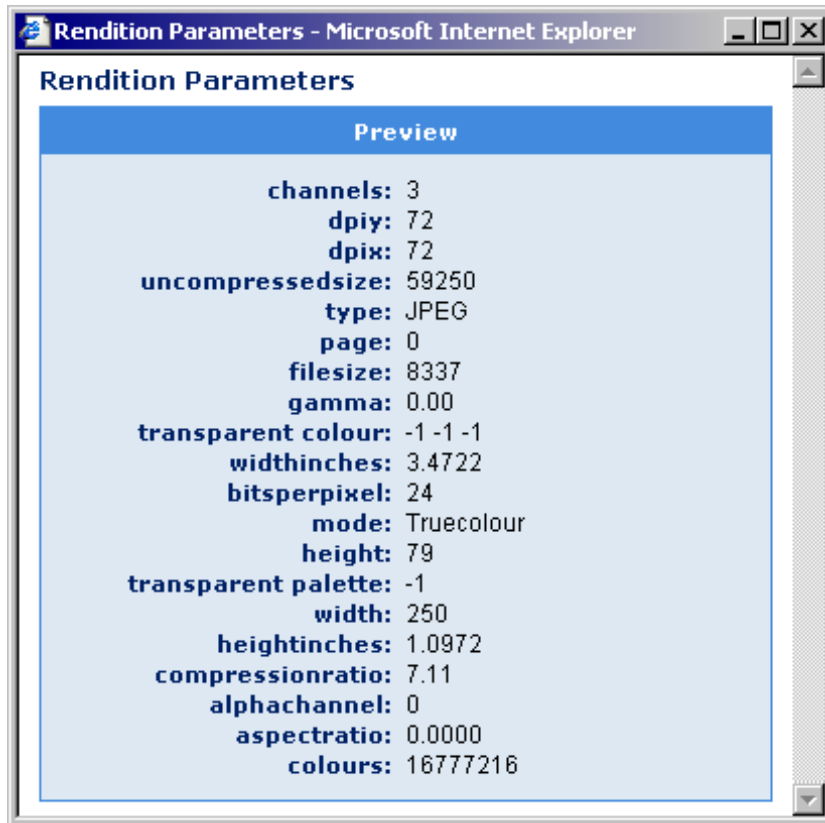 Rendition Parameters - Microsoft Internet Explorer
Rendition Parameters
Preview
channels: 3
dpiy: 72
dpix: 72
uncompressedsize: 59250
type: JPEG
page: 0
filesize: 8337
gamma: 0.00
transparent colour: -1 -1 -1
widthinches: 3.4722
bitsperpixel: 24
mode: Truecolour
height: 79
transparent palette: -1
width: 250
heightinches: 1.0972
compressionratio: 7.11
alphachannel: 0
aspectratio: 0.0000
colours: 16777216